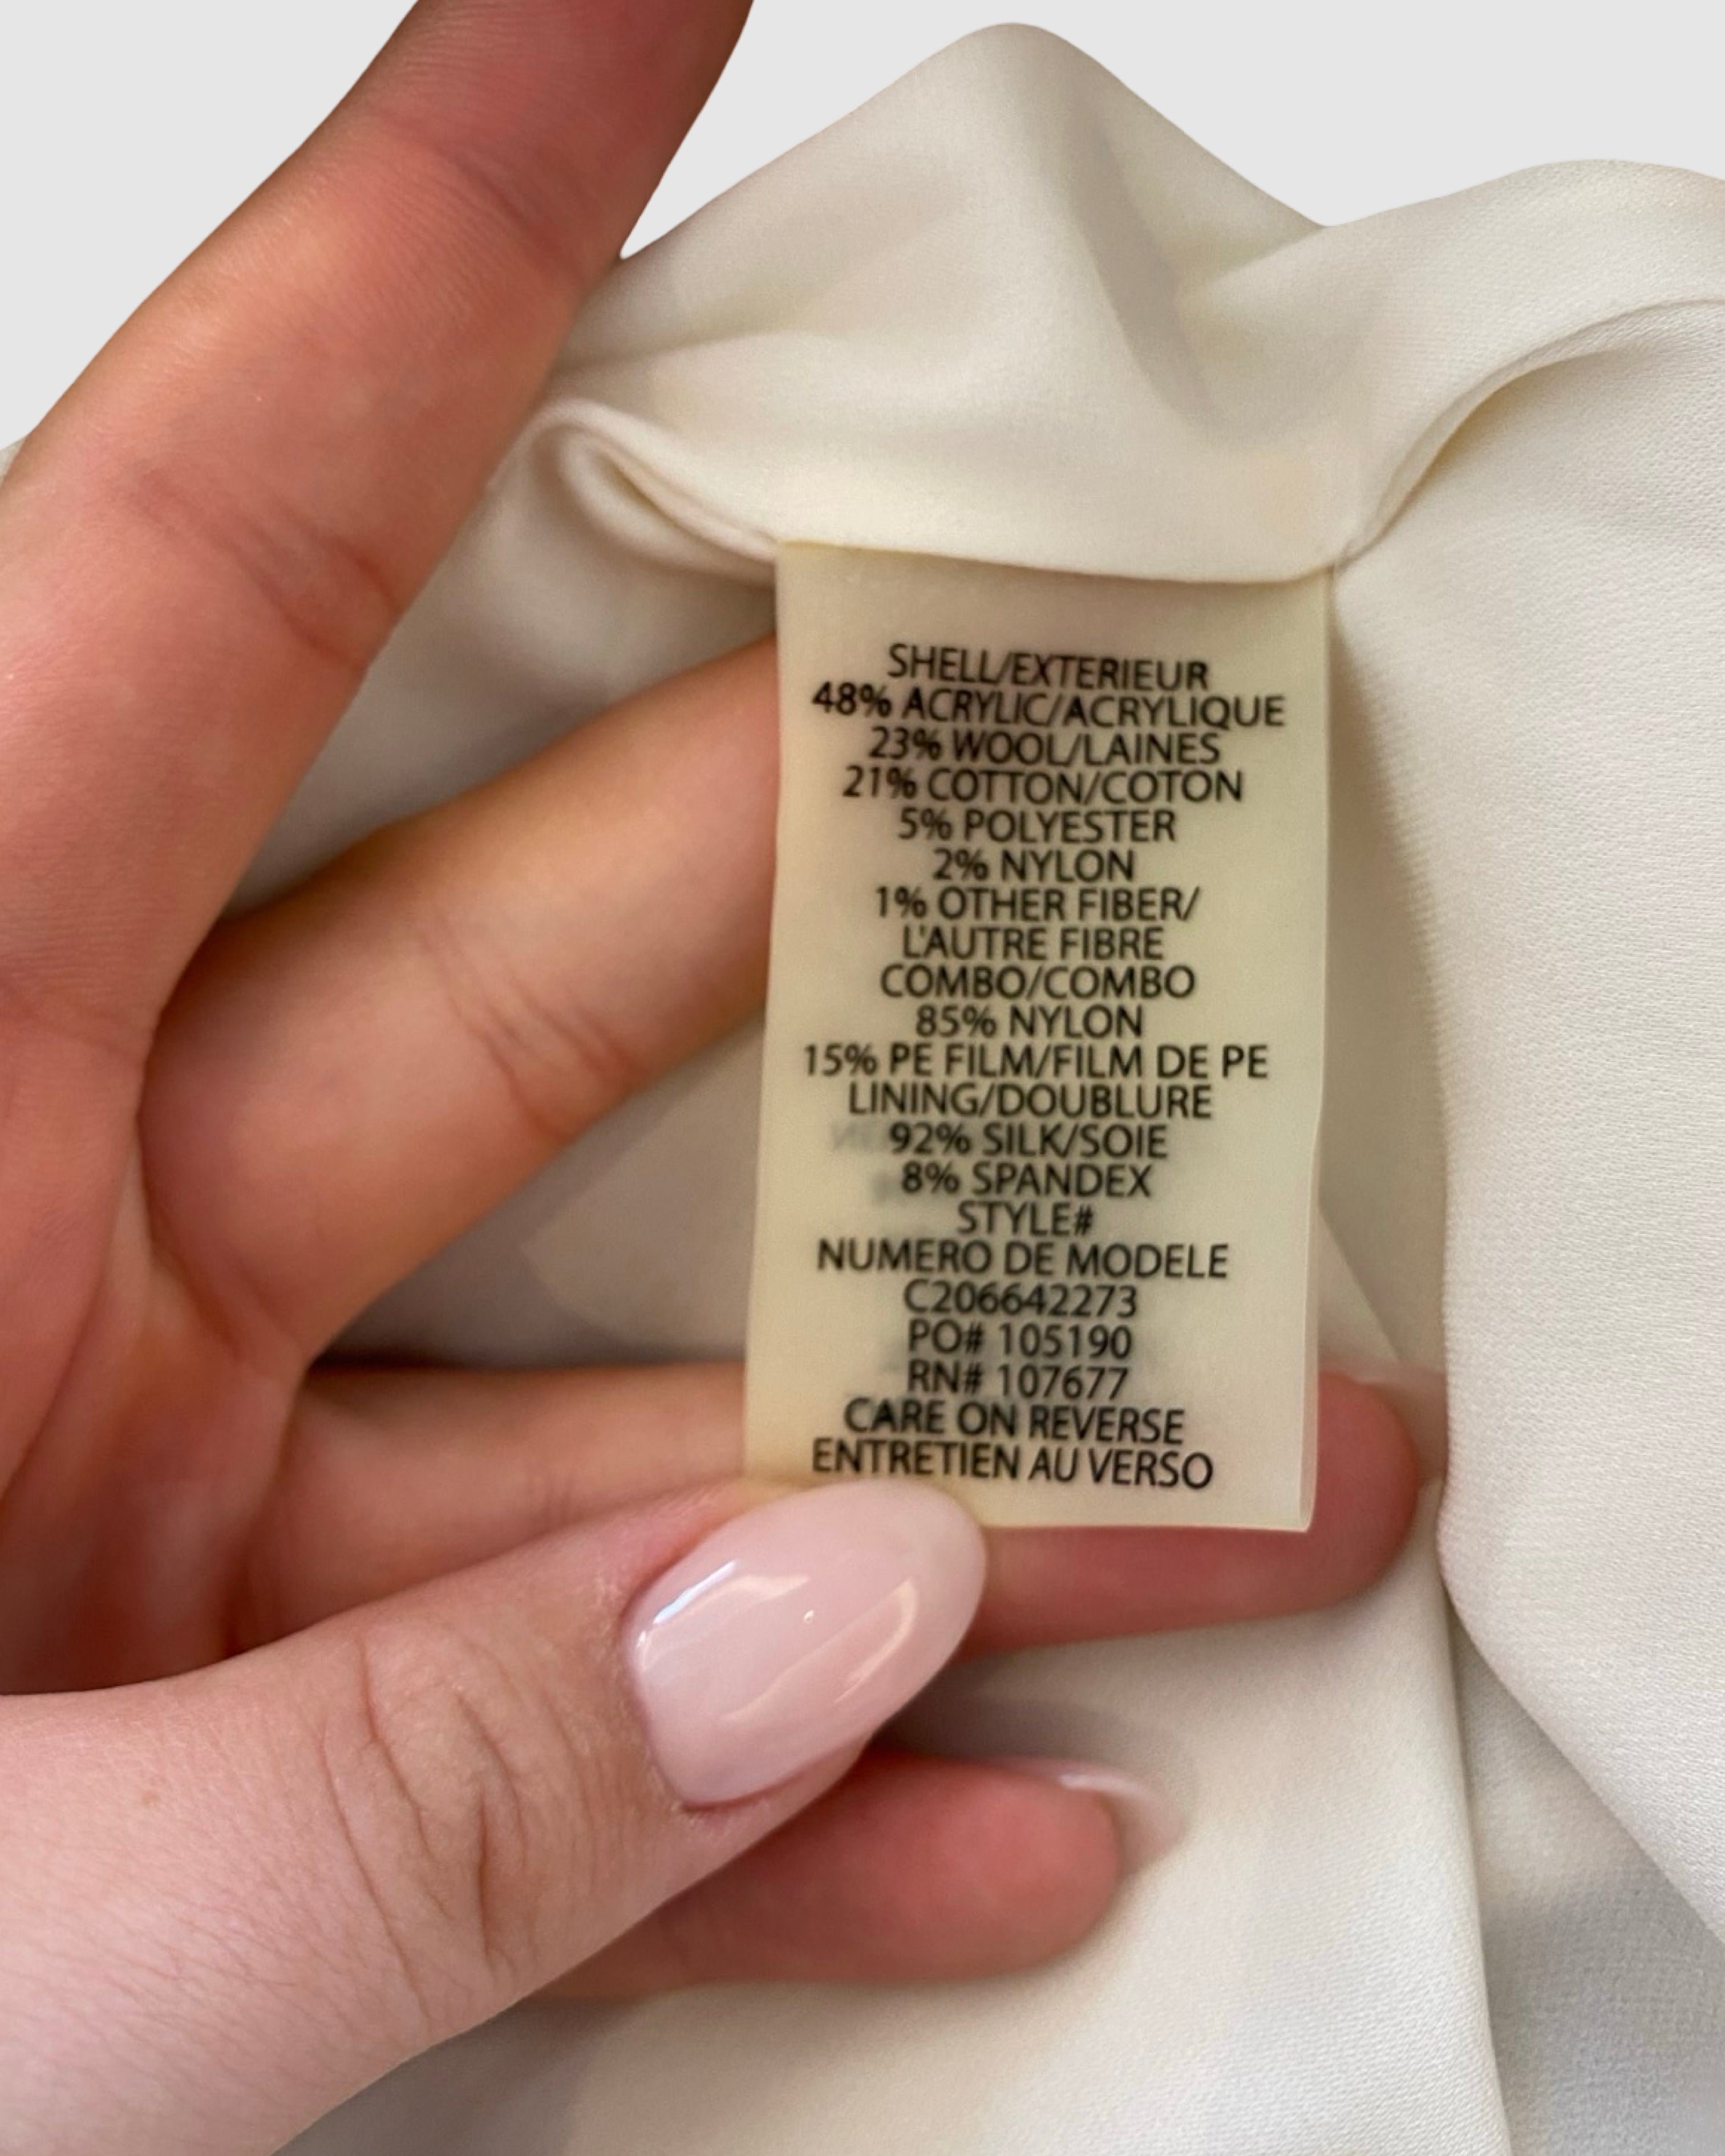 SHELL/EXTERIEUR
48% ACRYLIC/ACRYLIQUE
23% WOOL/LAINES
21% COTTON/COTON
5% POLYESTER
2% NYLON
1% OTHER FIBER/
L'AUTRE FIBRE
COMBO/COMBO
85% NYLON
15% PE FILM/FILM DE PE
LINING/DOUBLURE
92% SILK/SOIE
8% SPANDEX
STYLE#
NUMERO DE MODELE
C206642273
PO# 105190
RN# 107677
CARE ON REVERSE
ENTRETIEN AU VERSO